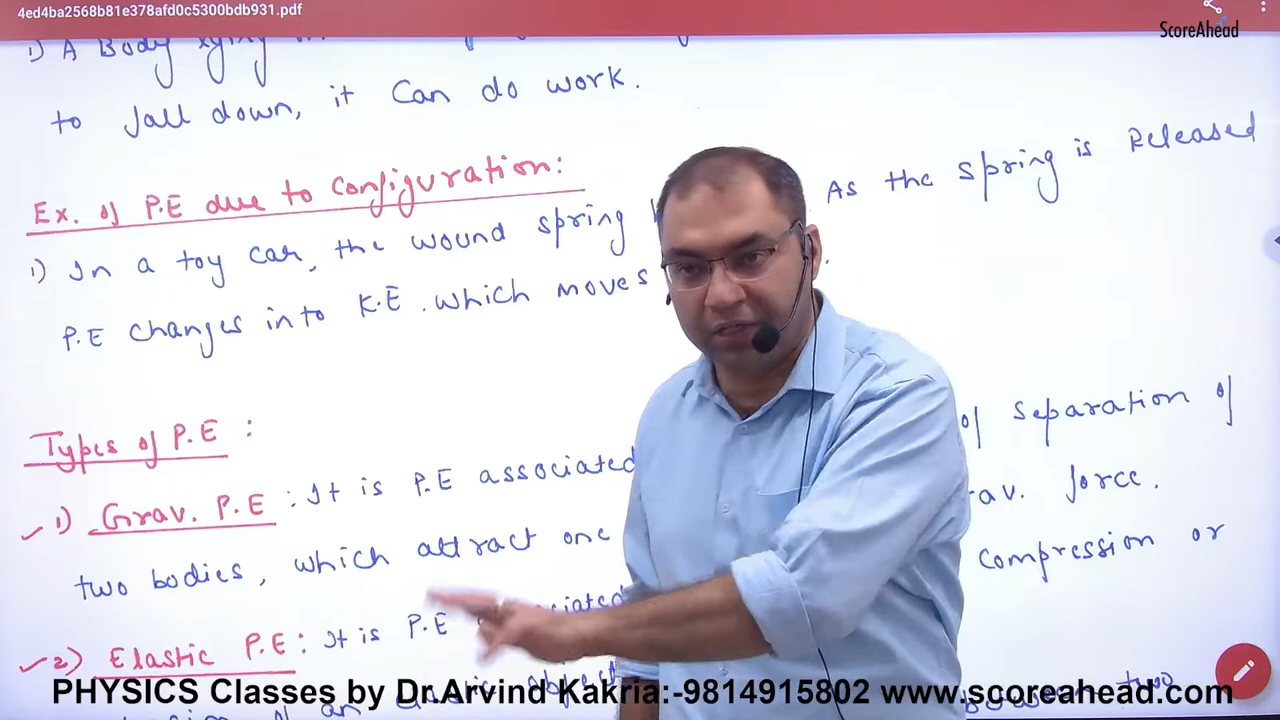 4ed4ba2568b81e378afd0c5300bdb931.pdf
ScoreAhead
1) A Body lying
to fall down, it can do work.
Ex. of P.E due to configuration:
1) In a toy car, the wound spring As the spring is Released
P.E changes into K.E. which moves
Types of P.E :
1) Grav. P.E : It is P.E associated of separation of
two bodies, which attract one force.
2) Elastic P.E : It is P.E compression or
PHYSICS Classes by Dr.Arvind Kakria:-9814915802 www.scoreahead.com